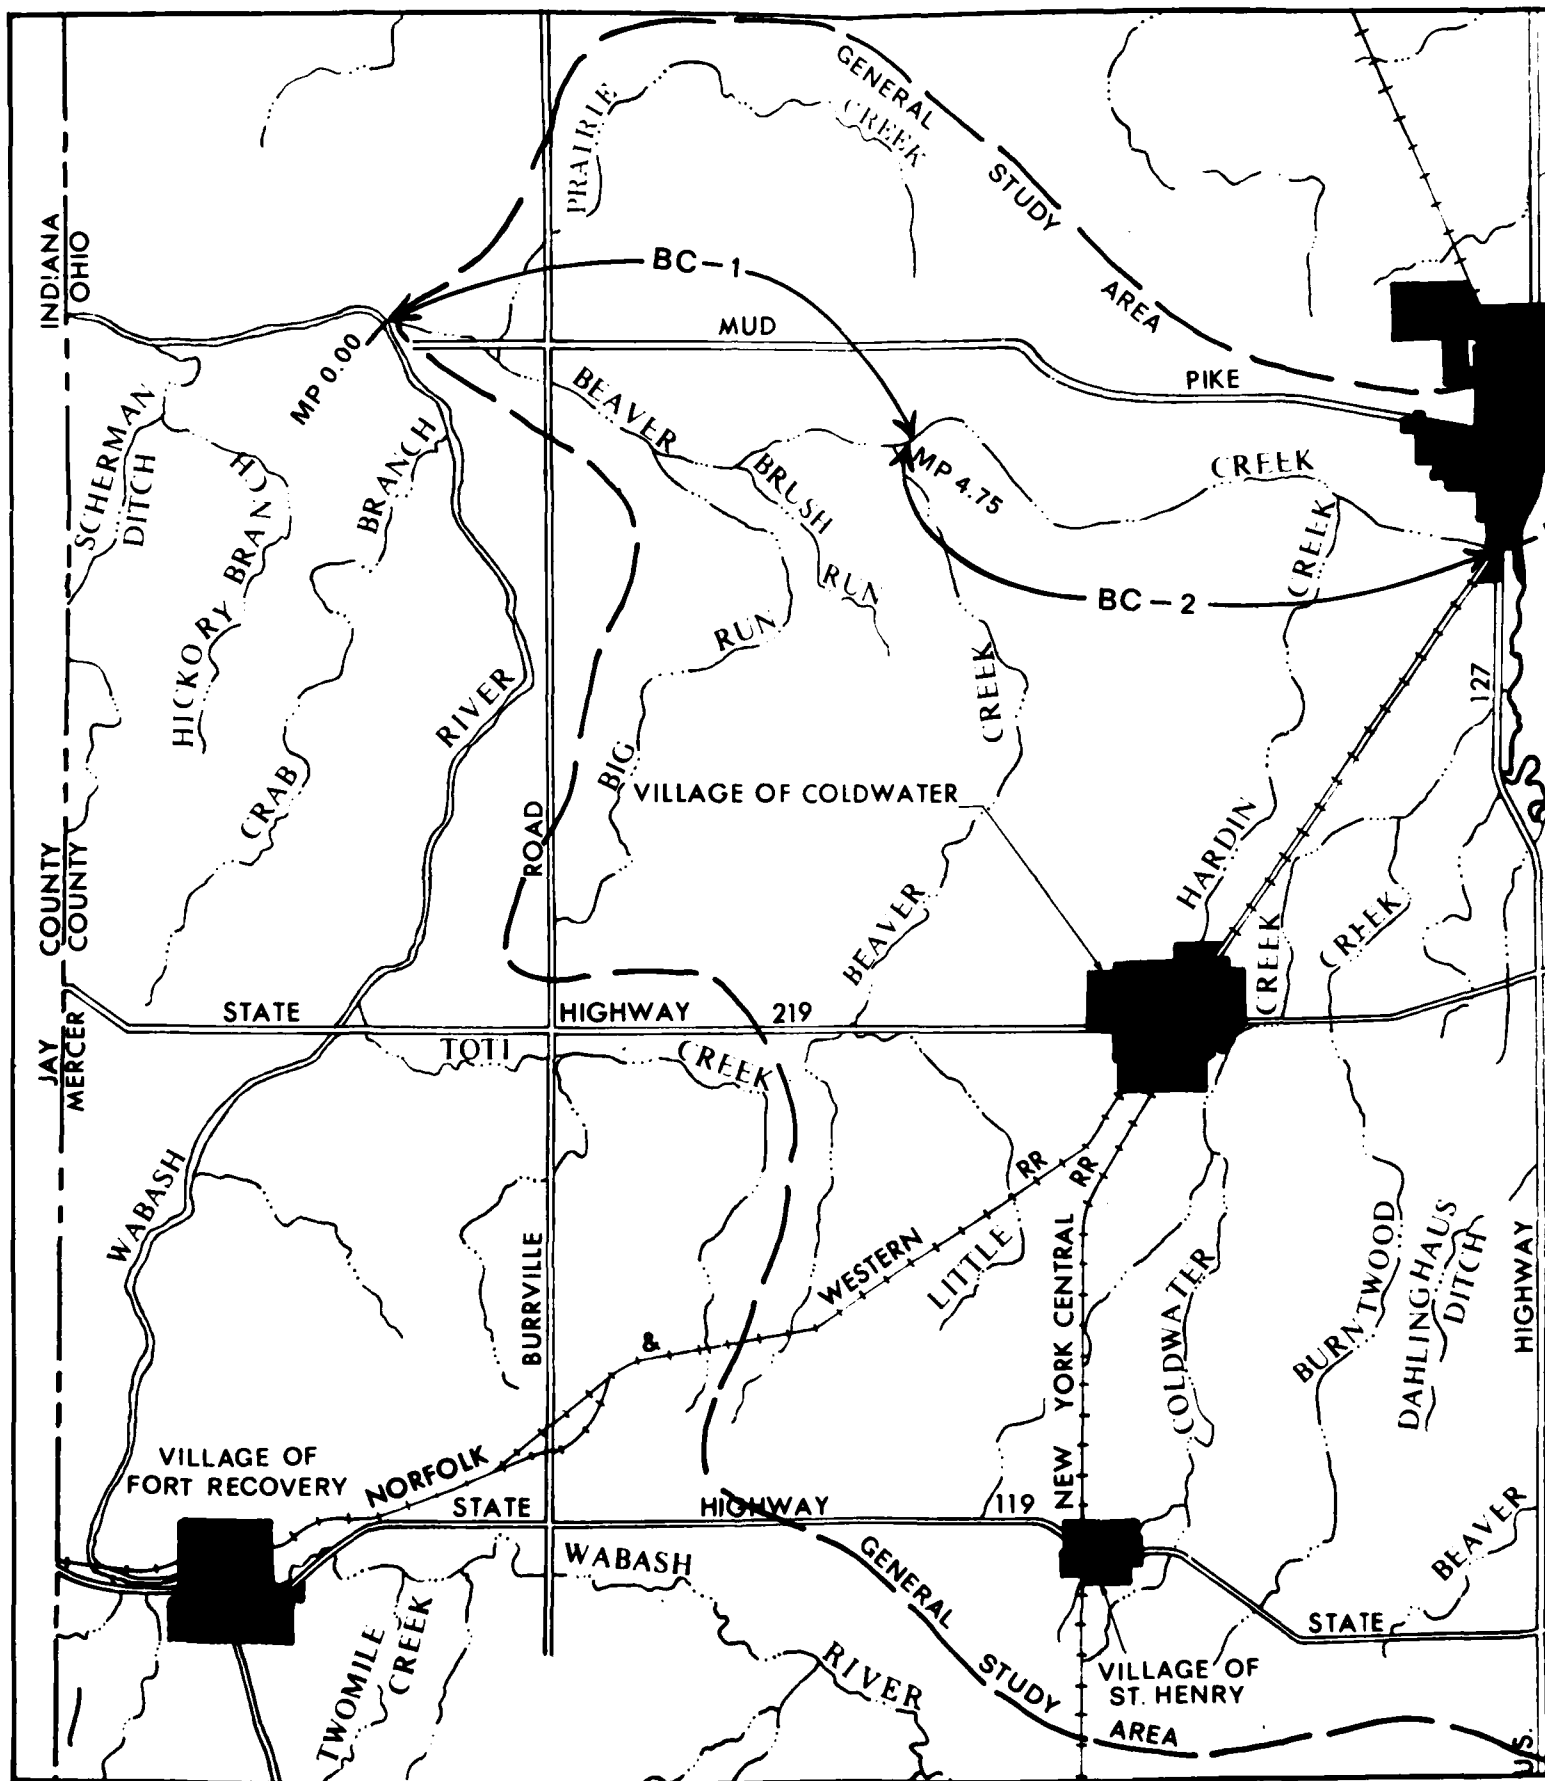 GENERAL
STUDY
AREA
PRAIRIE
CREEK
INDIANA
OHIO
BC-1
MUD
PIKE
MP 0.00
BEAVER
CREEK
MP 4.75
BRUSH
RUN
SCHERMAN
DITCH
HICKORY BRANCH
BRANCH
CRAB
RIVER
BIG
RUN
CREEK
CREEK
BC-2
127
VILLAGE OF COLDWATER
ROAD
HARDIN
BEAVER
CREEK
CREEK
JAY COUNTY
MERCER COUNTY
STATE
HIGHWAY
219
TOTI
CREEK
WABASH
BURRVILLE
NORFOLK
&
WESTERN
RR
RR
LITTLE
NEW YORK CENTRAL
COLDWATER
BURNTWOOD
DAHLINGHAUS
DITCH
HIGHWAY
VILLAGE OF
FORT RECOVERY
STATE
HIGHWAY
119
BEAVER
WABASH
RIVER
GENERAL
STUDY
AREA
TWOMILE
CREEK
VILLAGE OF
ST. HENRY
STATE
U.S.